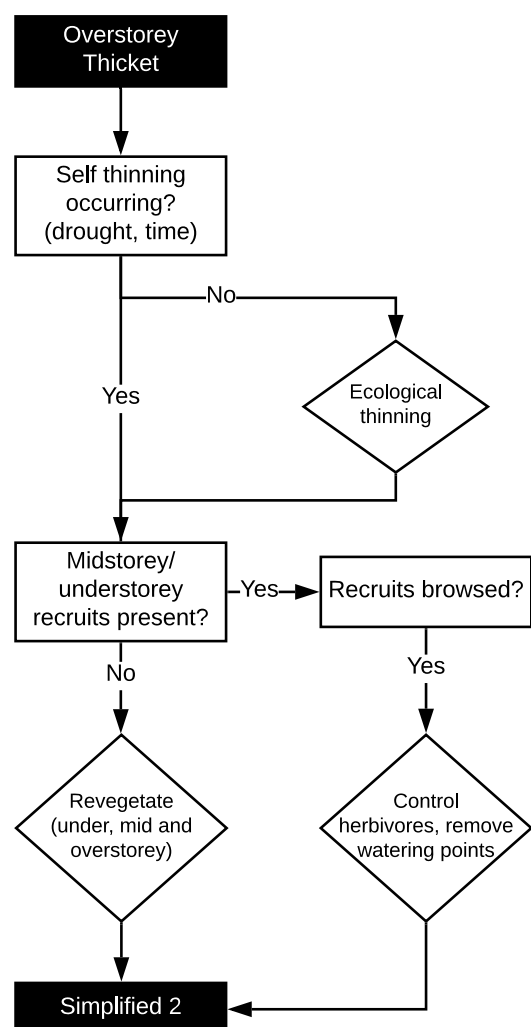 Overstorey
Thicket
Self thinning
occurring?
(drought, time)
No
Yes
Ecological
thinning
Midstorey/
understorey
recruits present?
Yes
Recruits browsed?
No
Yes
Revegetate
(under, mid and
overstorey)
Control
herbivores, remove
watering points
Simplified 2